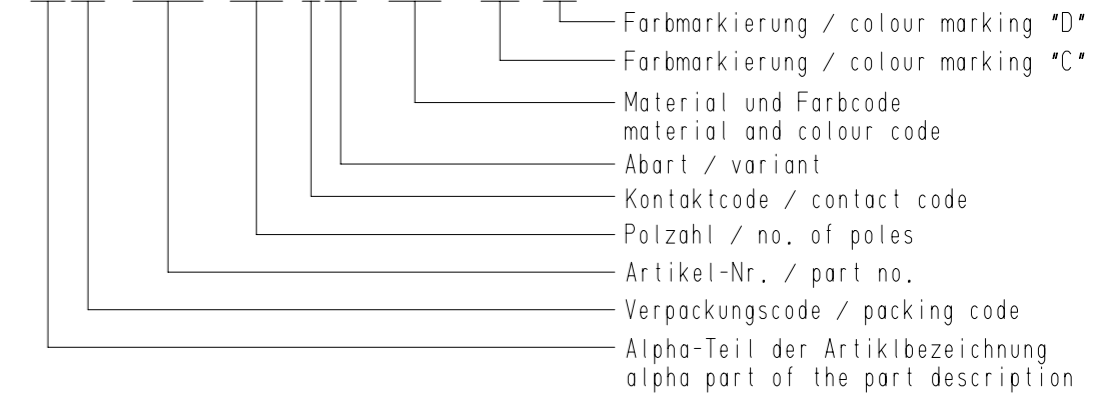 Farbmarkierung / colour marking "D"
Farbmarkierung / colour marking "C"
Material und Farbcode
material and colour code
Abart / variant
Kontaktcode / contact code
Polzahl / no. of poles
Artikel-Nr. / part no.
Verpackungscode / packing code
Alpha-Teil der Artiklbezeichnung
alpha part of the part description